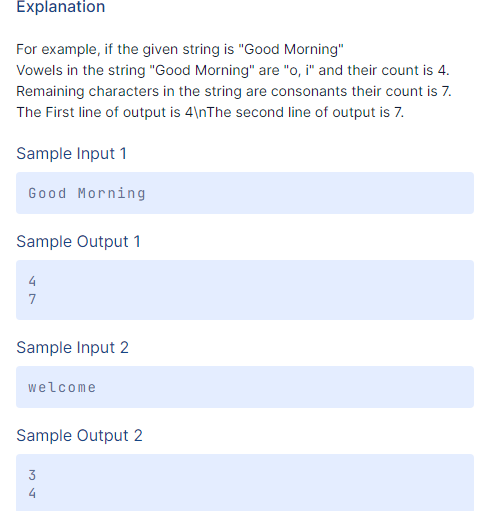 Explanation
For example, if the given string is "Good Morning"
Vowels in the string "Good Morning" are "o, i" and their count is 4.
Remaining characters in the string are consonants their count is 7.
The First line of output is 4\nThe second line of output is 7.
Sample Input 1
Good Morning
Sample Output 1
4
7
Sample Input 2
welcome
Sample Output 2
3
4